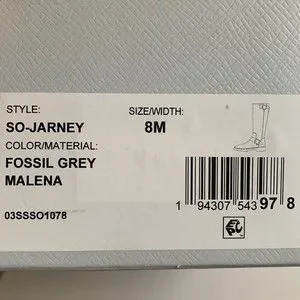 STYLE: SIZE/WIDTH:
SO-JARNEY 8M
COLOR/MATERIAL:
FOSSIL GREY
MALENA
03SSSO1078
1 94307 54397 8